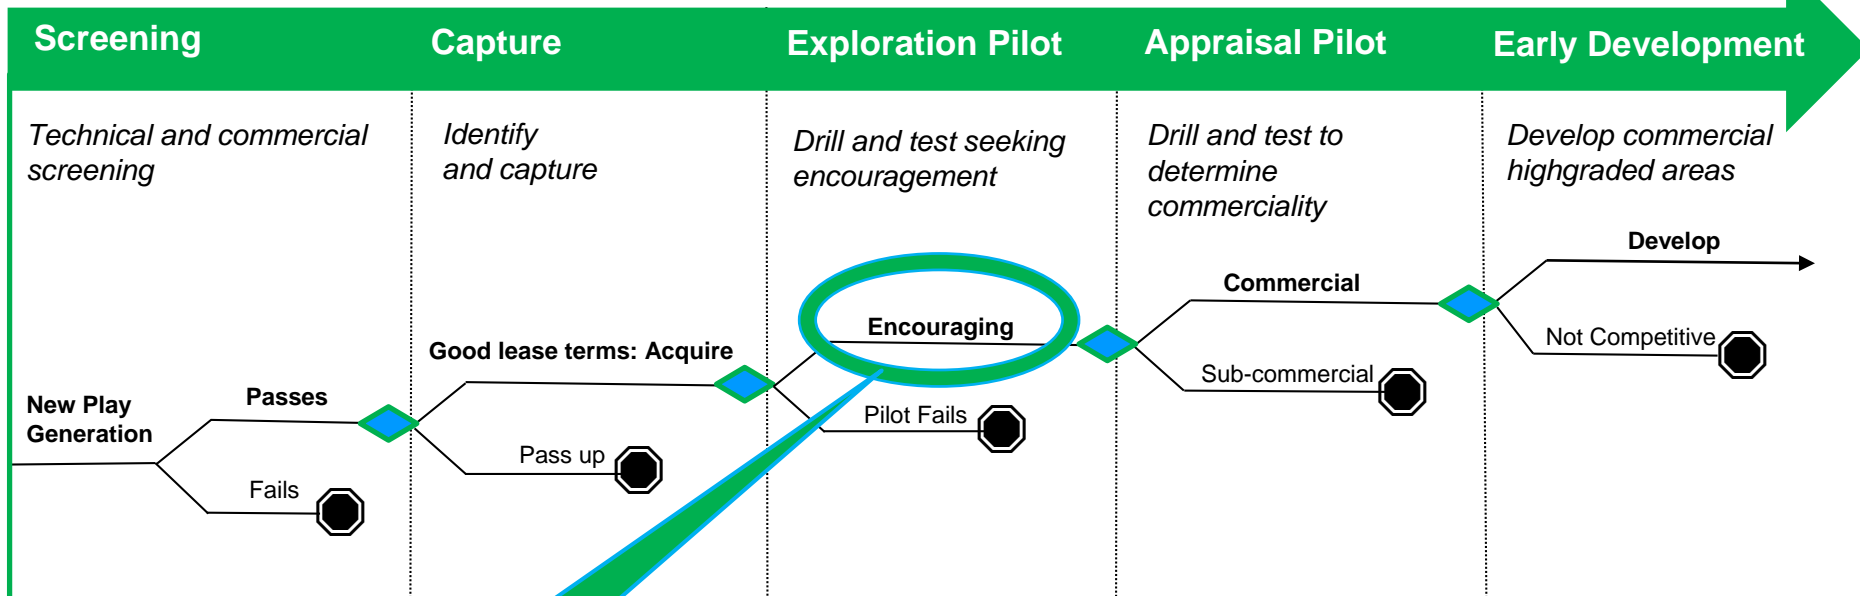 Screening
Capture
Exploration Pilot
Appraisal Pilot
Early Development
Technical and commercial
screening
Identify
and capture
Drill and test seeking
encouragement
Drill and test to
determine
commerciality
Develop commercial
highgraded areas
New Play
Generation
Passes
Fails
Good lease terms: Acquire
Pass up
Encouraging
Pilot Fails
Commercial
Sub-commercial
Develop
Not Competitive